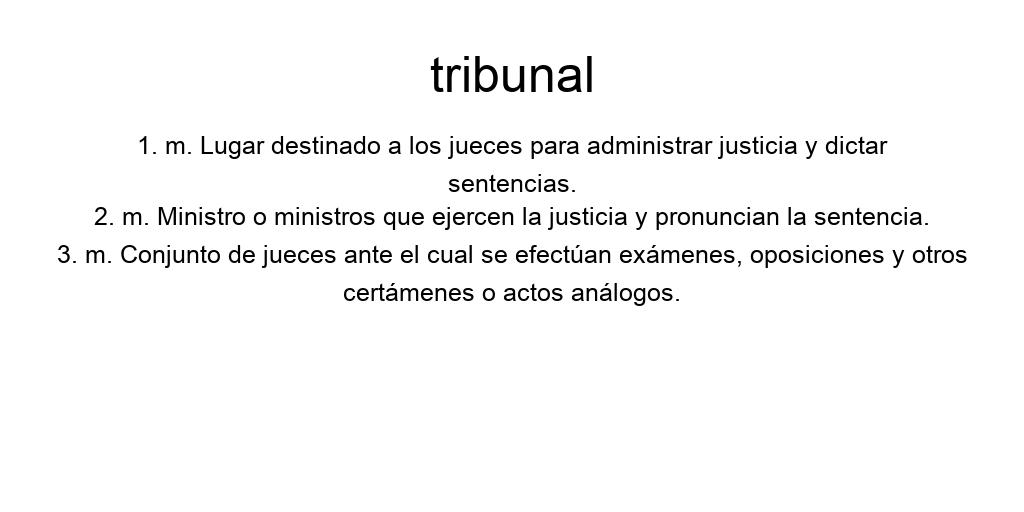 tribunal
1. m. Lugar destinado a los jueces para administrar justicia y dictar
sentencias.
2. m. Ministro o ministros que ejercen la justicia y pronuncian la sentencia.
3. m. Conjunto de jueces ante el cual se efectúan exámenes, oposiciones y otros
certámenes o actos análogos.